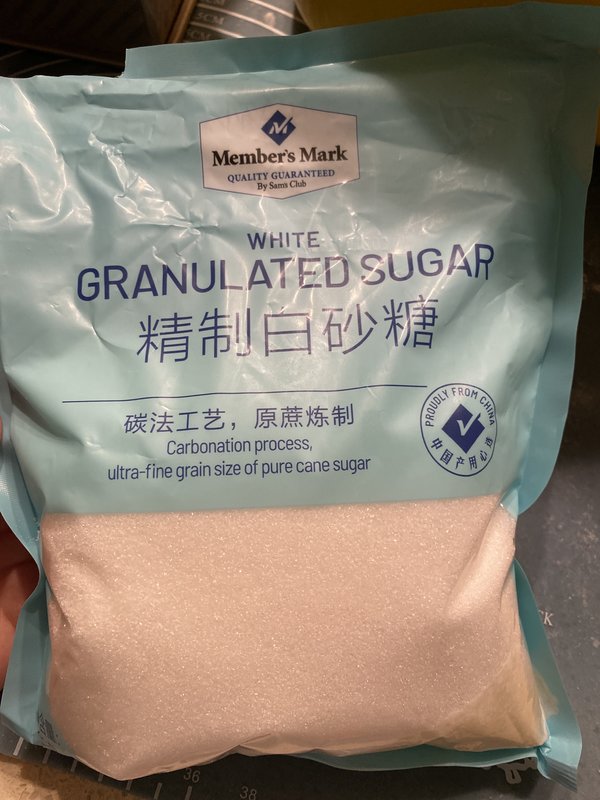 5CM
Member's Mark
QUALITY GUARANTEED
By Sam's Club
WHITE
GRANULATED SUGAR
精制白砂糖
碳法工艺，原蔗炼制
Carbonation process,
ultra-fine grain size of pure cane sugar
PROUDLY FROM CHINA
中国产用心选
36
38